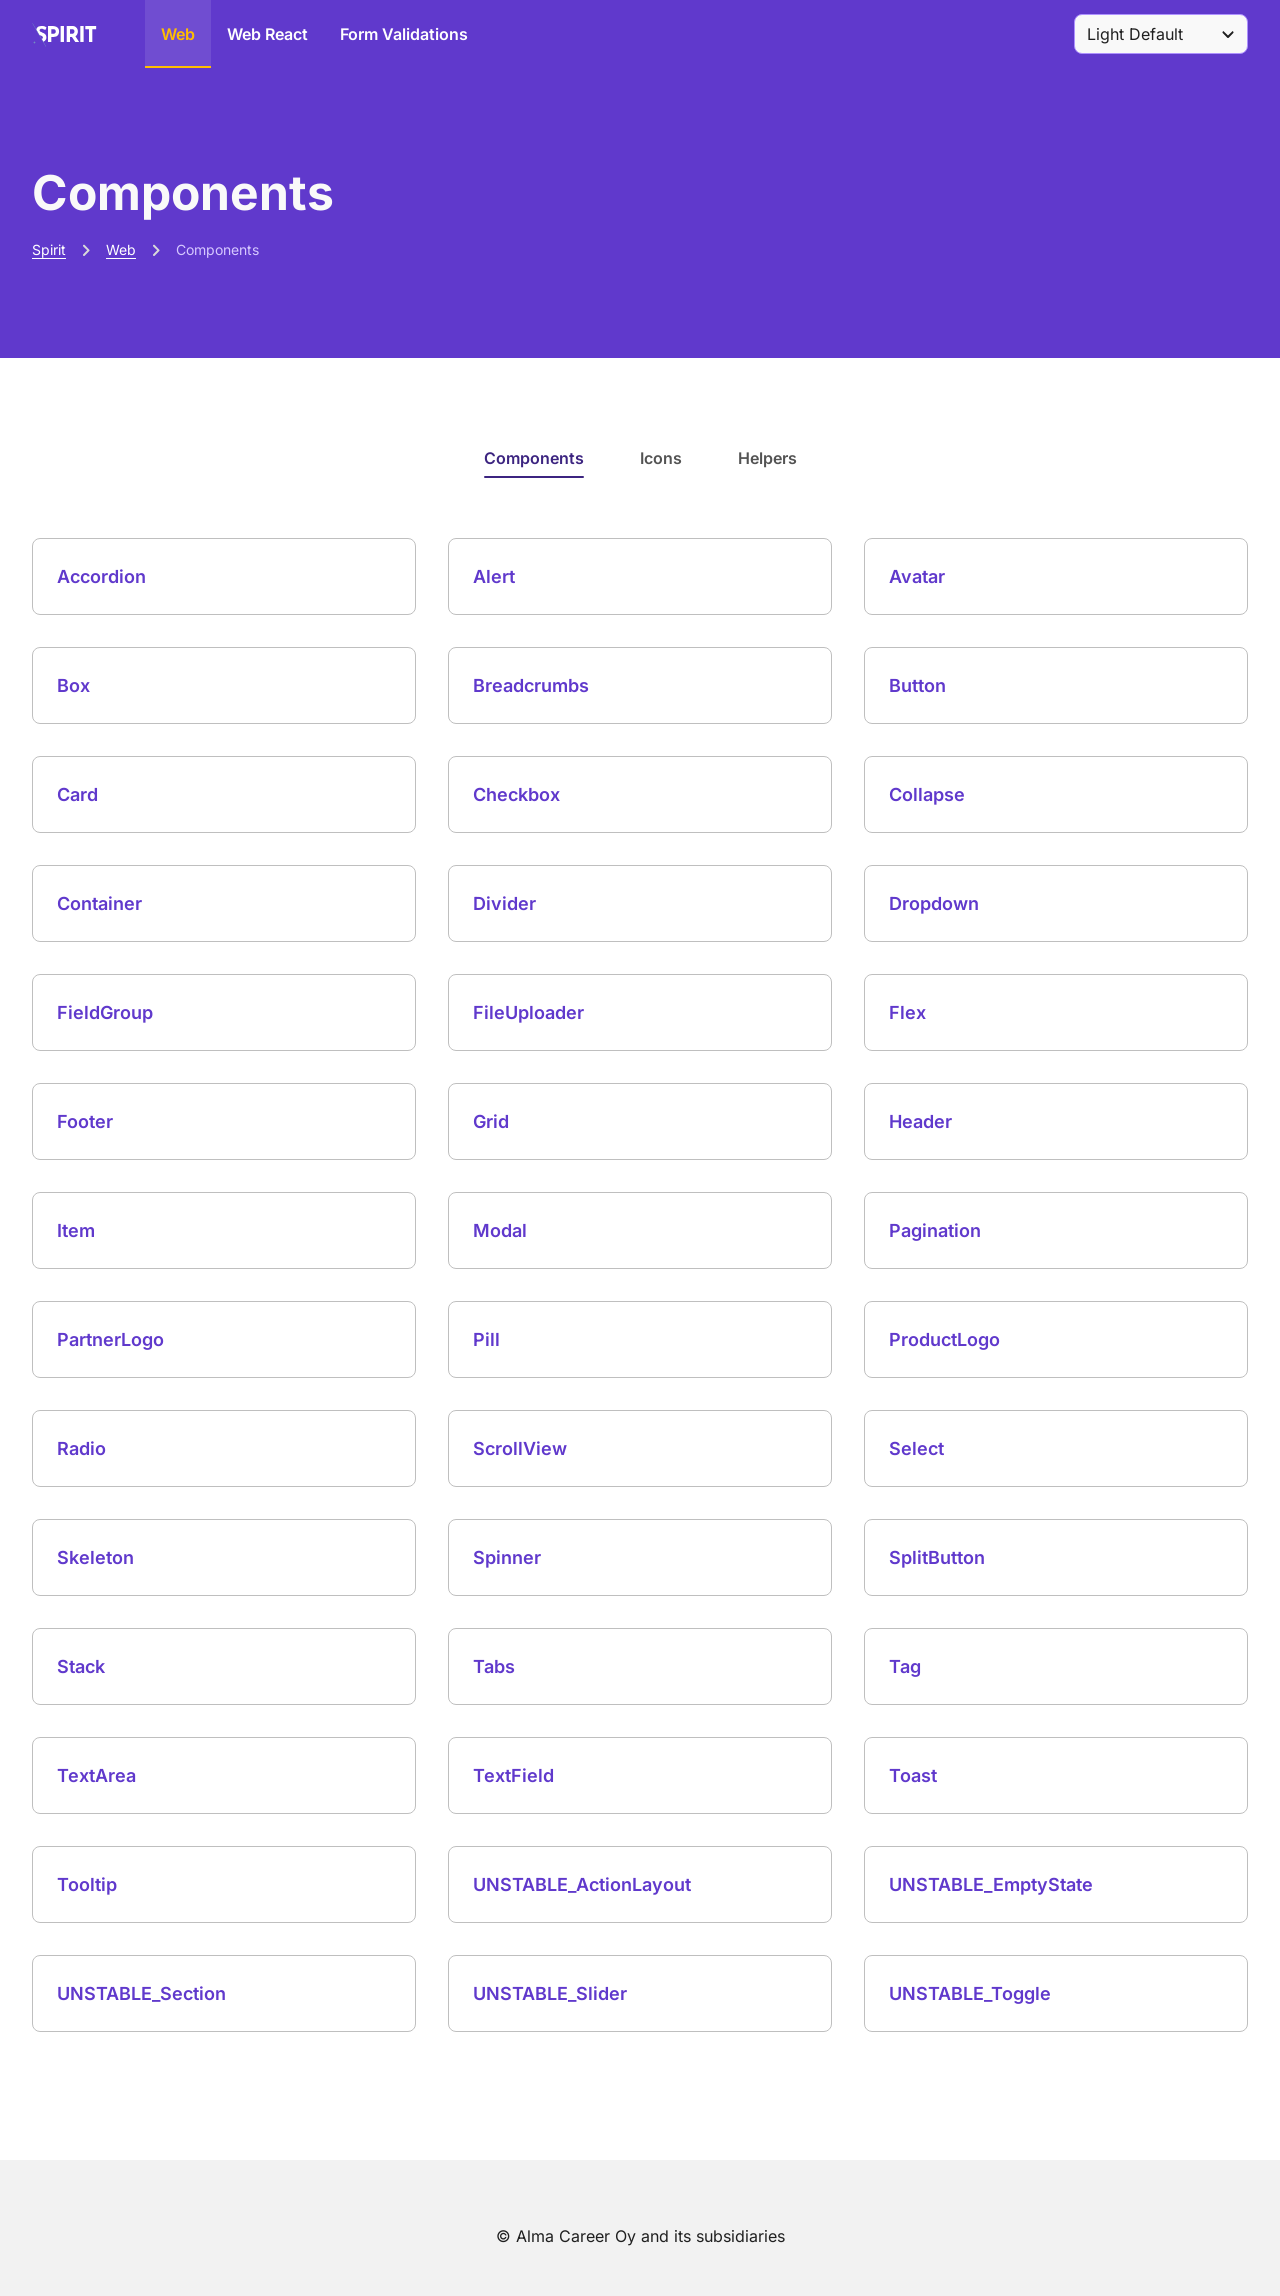 SPIRIT
Web
Web React
Form Validations
Light Default
Components
Spirit
Web
Components
Components
Icons
Helpers
Accordion
Alert
Avatar
Box
Breadcrumbs
Button
Card
Checkbox
Collapse
Container
Divider
Dropdown
FieldGroup
FileUploader
Flex
Footer
Grid
Header
Item
Modal
Pagination
PartnerLogo
Pill
ProductLogo
Radio
ScrollView
Select
Skeleton
Spinner
SplitButton
Stack
Tabs
Tag
TextArea
TextField
Toast
Tooltip
UNSTABLE_ActionLayout
UNSTABLE_EmptyState
UNSTABLE_Section
UNSTABLE_Slider
UNSTABLE_Toggle
© Alma Career Oy and its subsidiaries